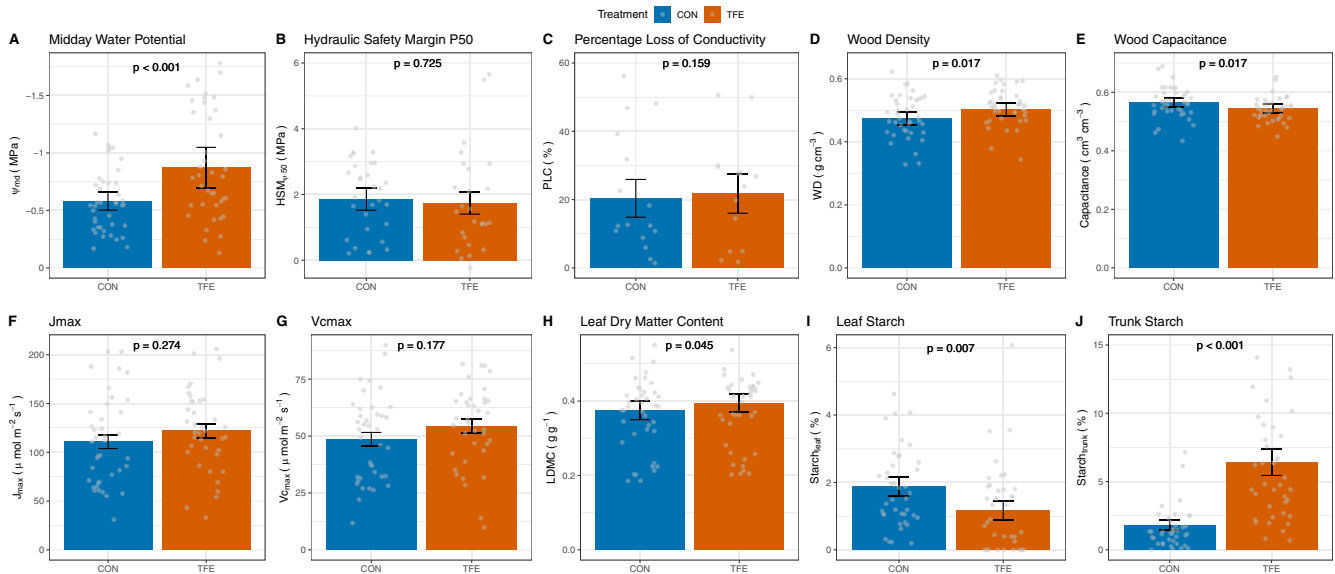 Treatment CON TFE
A Midday Water Potential
p < 0.001
−1.5
−1
−0.5
0
Ψmd ( MPa )
CON TFE
B Hydraulic Safety Margin P50
p = 0.725
6
4
2
0
HSMψ 50 ( MPa )
CON TFE
C Percentage Loss of Conductivity
p = 0.159
60
40
20
0
PLC ( % )
CON TFE
D Wood Density
p = 0.017
0.6
0.4
0.2
0.0
WD ( g cm−3 )
CON TFE
E Wood Capacitance
p = 0.017
0.6
0.4
0.2
0.0
Capacitance ( cm3 cm−3 )
CON TFE
F Jmax
p = 0.274
200
150
100
50
0
Jmax ( μ mol m−2 s−1 )
CON TFE
G Vcmax
p = 0.177
75
50
25
0
Vcmax ( μ mol m−2 s−1 )
CON TFE
H Leaf Dry Matter Content
p = 0.045
0.4
0.2
0.0
LDMC ( g g−1 )
CON TFE
I Leaf Starch
p = 0.007
6
4
2
0
Starchleaf ( % )
CON TFE
J Trunk Starch
p < 0.001
15
10
5
0
Starchtrunk ( % )
CON TFE